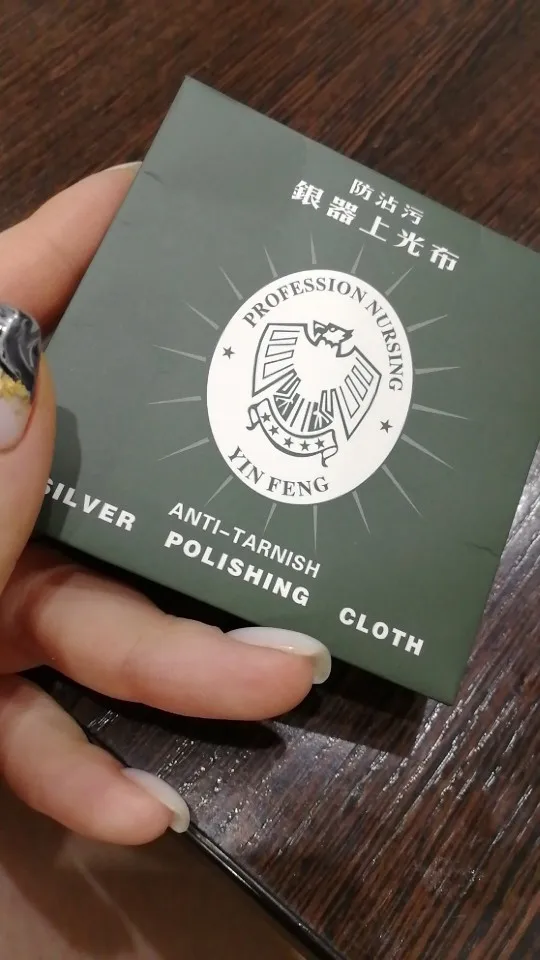 防沾污
銀器上光布
PROFESSION NURSING
YIN FENG
ANTI-TARNISH
SILVER POLISHING CLOTH